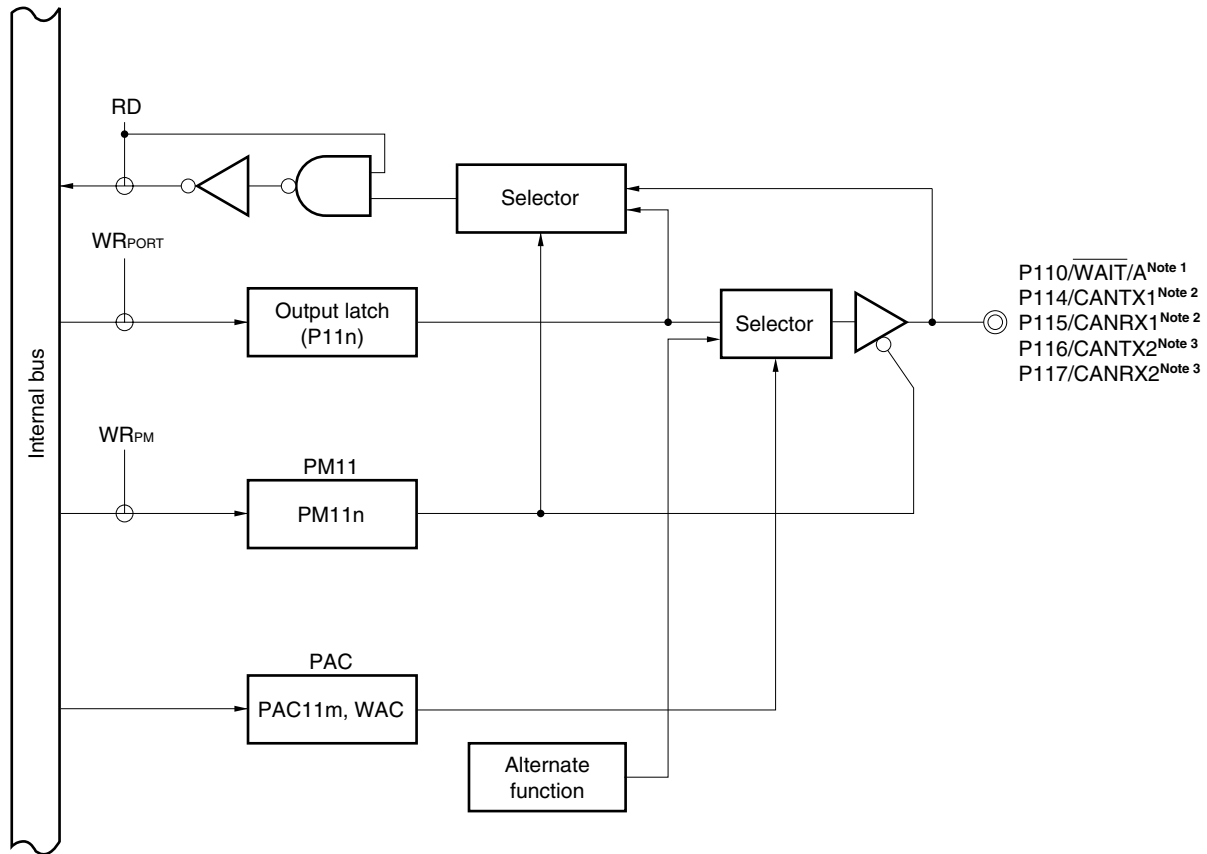 Internal bus
RD
Selector
WRPORT
Output latch
(P11n)
Selector
P110/WAIT/ANote 1
P114/CANTX1Note 2
P115/CANRX1Note 2
P116/CANTX2Note 3
P117/CANRX2Note 3
WRPM
PM11
PM11n
PAC
PAC11m, WAC
Alternate
function